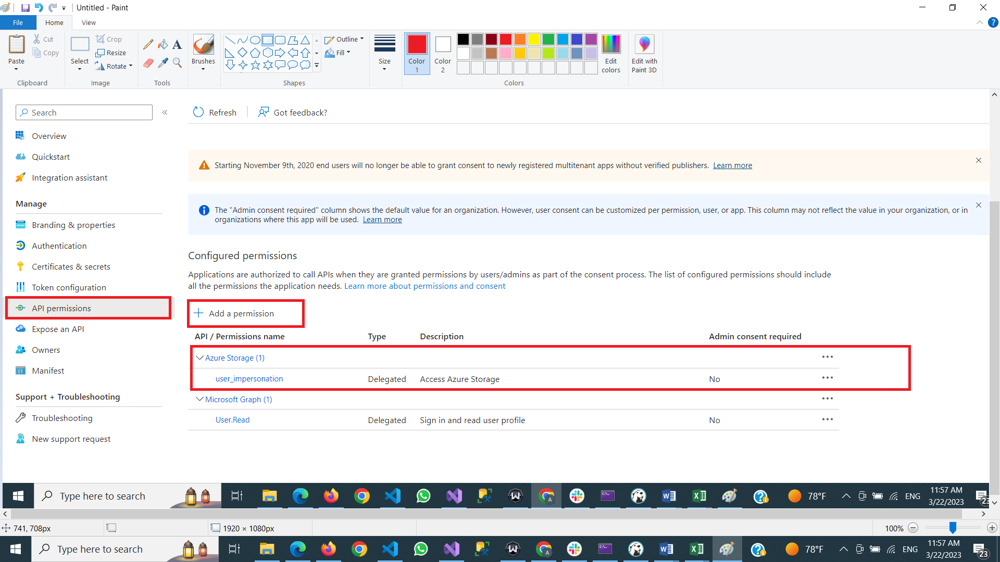 Untitled - Paint
File
Home
View
Paste
Cut
Copy
Clipboard
Select
Crop
Resize
Rotate
Image
Tools
Brushes
Shapes
Outline
Fill
Size
Color
1
Color
2
Colors
Edit
colors
Edit with
Paint 3D
Search
Refresh
Got feedback?
Overview
Quickstart
Integration assistant
Manage
Branding & properties
Authentication
Certificates & secrets
Token configuration
API permissions
Expose an API
Owners
Manifest
Support + Troubleshooting
Troubleshooting
New support request
Starting November 9th, 2020 end users will no longer be able to grant consent to newly registered multitenant apps without verified publishers. Learn more
The "Admin consent required" column shows the default value for an organization. However, user consent can be customized per permission, user, or app. This column may not reflect the value in your organization, or in
organizations where this app will be used. Learn more
Configured permissions
Applications are authorized to call APIs when they are granted permissions by users/admins as part of the consent process. The list of configured permissions should include
all the permissions the application needs. Learn more about permissions and consent
Add a permission
API / Permissions name Type Description Admin consent required
Azure Storage (1)
user_impersonation Delegated Access Azure Storage No
Microsoft Graph (1)
User.Read Delegated Sign in and read user profile No
Type here to search
78°F
ENG
11:57 AM
3/22/2023
23
741, 708px
1920 × 1080px
100%
Type here to search
78°F
ENG
11:57 AM
3/22/2023
23